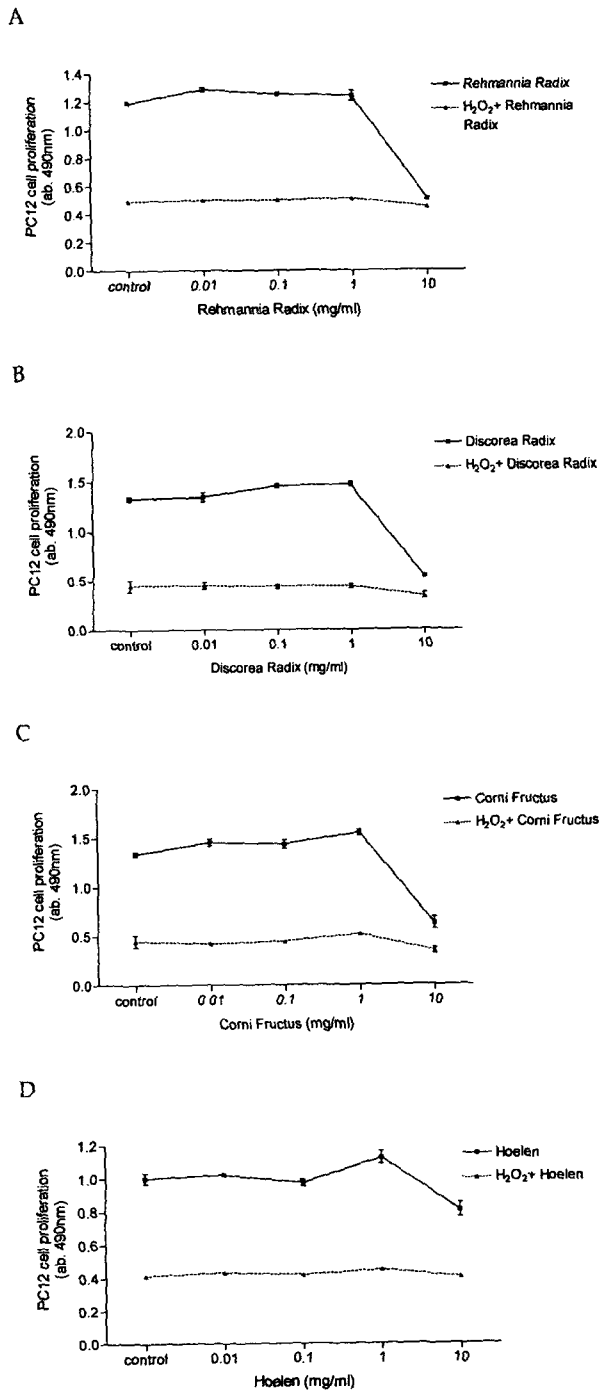 A
PC12 cell proliferation
(ab. 490nm)
1.4
1.2
1.0
0.8
0.6
0.4
0.2
0.0
control
0.01
0.1
1
10
Rehmannia Radix (mg/ml)
Rehmannia Radix
H₂O₂+ Rehmannia
Radix
B
PC12 cell proliferation
(ab. 490nm)
2.0
1.5
1.0
0.5
0.0
control
0.01
0.1
1
10
Discorea Radix (mg/ml)
Discorea Radix
H₂O₂+ Discorea Radix
C
PC12 cell proliferation
(ab. 490nm)
2.0
1.5
1.0
0.5
0.0
control
0.01
0.1
1
10
Corni Fructus (mg/ml)
Corni Fructus
H₂O₂+ Corni Fructus
D
PC12 cell proliferation
(ab. 490nm)
1.2
1.0
0.8
0.6
0.4
0.2
0.0
control
0.01
0.1
1
10
Hoelen (mg/ml)
Hoelen
H₂O₂+ Hoelen